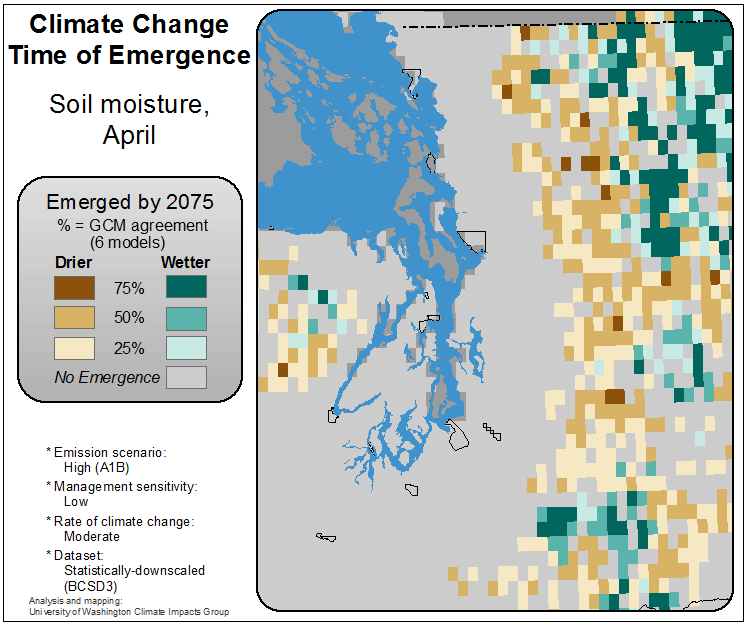 Climate Change
Time of Emergence
Soil moisture,
April
Emerged by 2075
% = GCM agreement
(6 models)
Drier Wetter
75%
50%
25%
No Emergence
* Emission scenario:
High (A1B)
* Management sensitivity:
Low
* Rate of climate change:
Moderate
* Dataset:
Statistically-downscaled
(BCSD3)
Analysis and mapping:
University of Washington Climate Impacts Group